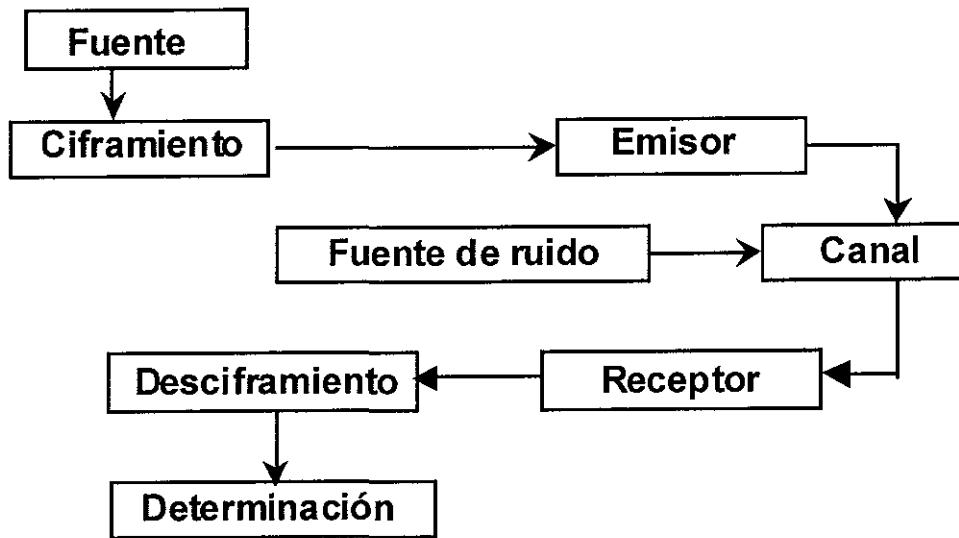 Fuente
Ciframiento
Emisor
Fuente de ruido
Canal
Desciframiento
Receptor
Determinación